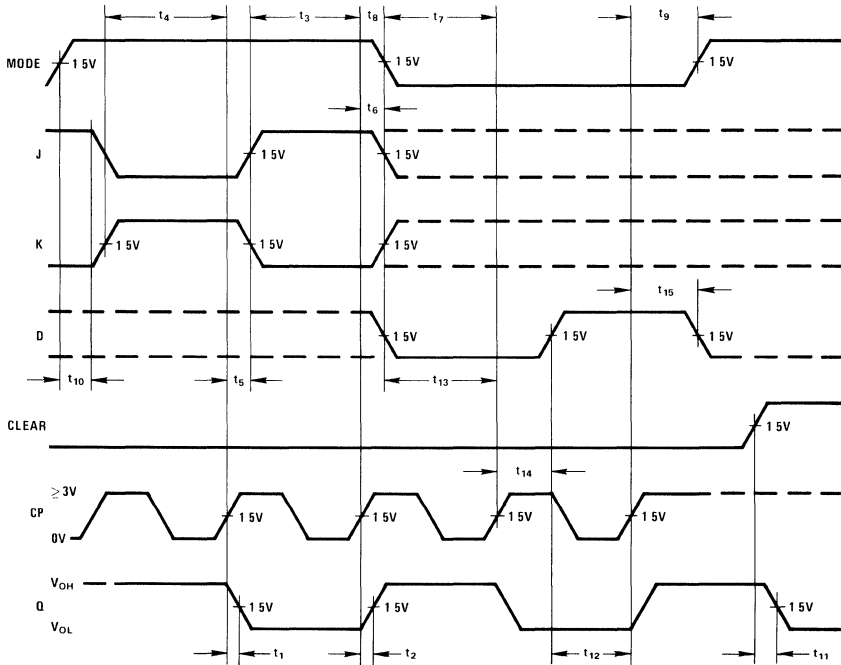 t4 t3 t8 t7 t9
MODE 1 5V 1 5V 1 5V
t6
J 1 5V 1 5V
K 1 5V 1 5V 1 5V
t15
D 1 5V 1 5V 1 5V
t10 t5 t13
CLEAR 1 5V
t14
≧3V
CP 1 5V 1 5V 1 5V 1 5V
0V
VOH
Q 1 5V 1 5V 1 5V
VOL
t1 t2 t12 t11